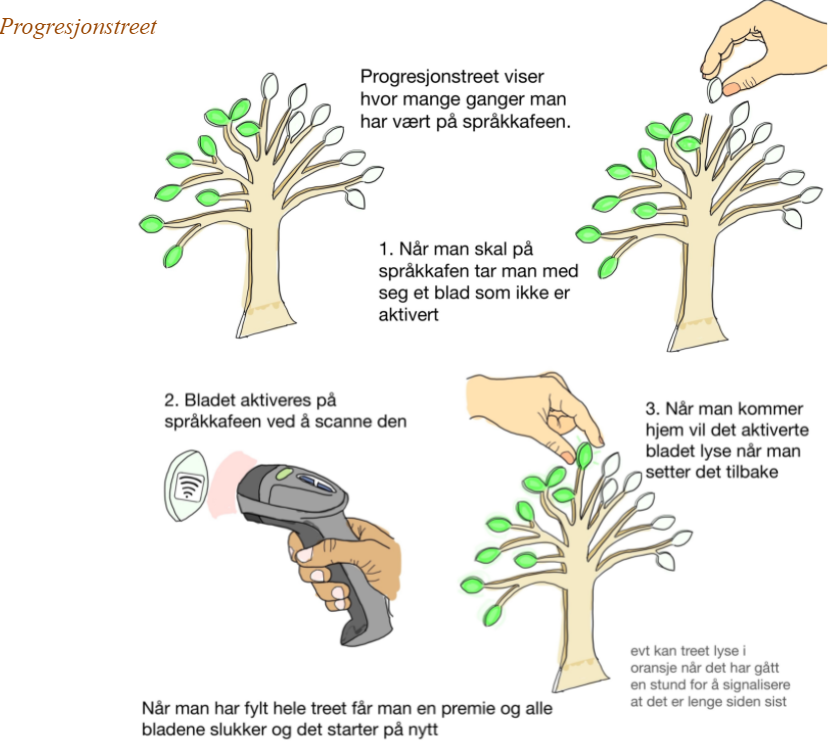 Progresjonstreet
Progresjonstreet viser
hvor mange ganger man
har vært på språkkafeen.
1. Når man skal på
språkkafen tar man med
seg et blad som ikke er
aktivert
2. Bladet aktiveres på
språkkafeen ved å scanne den
3. Når man kommer
hjem vil det aktiverte
bladet lyse når man
setter det tilbake
evt kan treet lyse i
oransje når det har gått
en stund for å signalisere
at det er lenge siden sist
Når man har fylt hele treet får man en premie og alle
bladene slukker og det starter på nytt